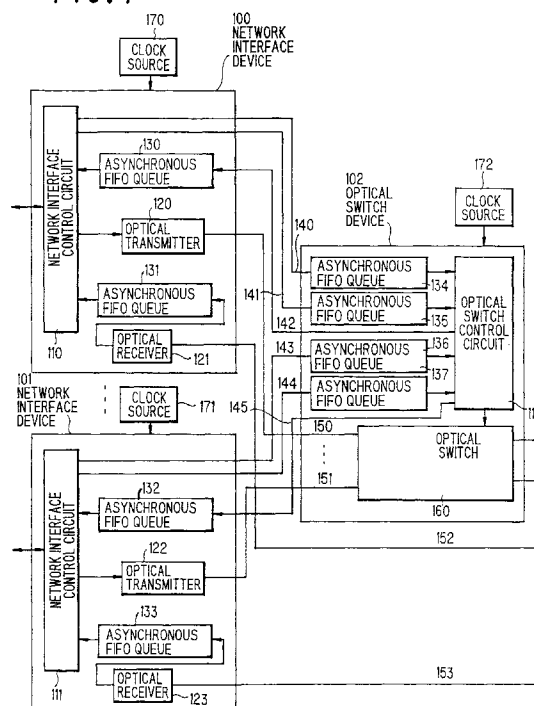 170
CLOCK
SOURCE
100
NETWORK
INTERFACE
DEVICE
NETWORK INTERFACE
CONTROL CIRCUIT
110
130
ASYNCHRONOUS
FIFO QUEUE
120
OPTICAL
TRANSMITTER
131
ASYNCHRONOUS
FIFO QUEUE
OPTICAL
RECEIVER
121
140
141
142
143
144
145
150
151
152
153
102
OPTICAL
SWITCH
DEVICE
172
CLOCK
SOURCE
ASYNCHRONOUS
FIFO QUEUE
134
ASYNCHRONOUS
FIFO QUEUE
135
ASYNCHRONOUS
FIFO QUEUE
136
137
ASYNCHRONOUS
FIFO QUEUE
OPTICAL
SWITCH
CONTROL
CIRCUIT
OPTICAL
SWITCH
160
101
NETWORK
INTERFACE
DEVICE
CLOCK
SOURCE
171
NETWORK INTERFACE
CONTROL CIRCUIT
111
132
ASYNCHRONOUS
FIFO QUEUE
122
OPTICAL
TRANSMITTER
133
ASYNCHRONOUS
FIFO QUEUE
OPTICAL
RECEIVER
123